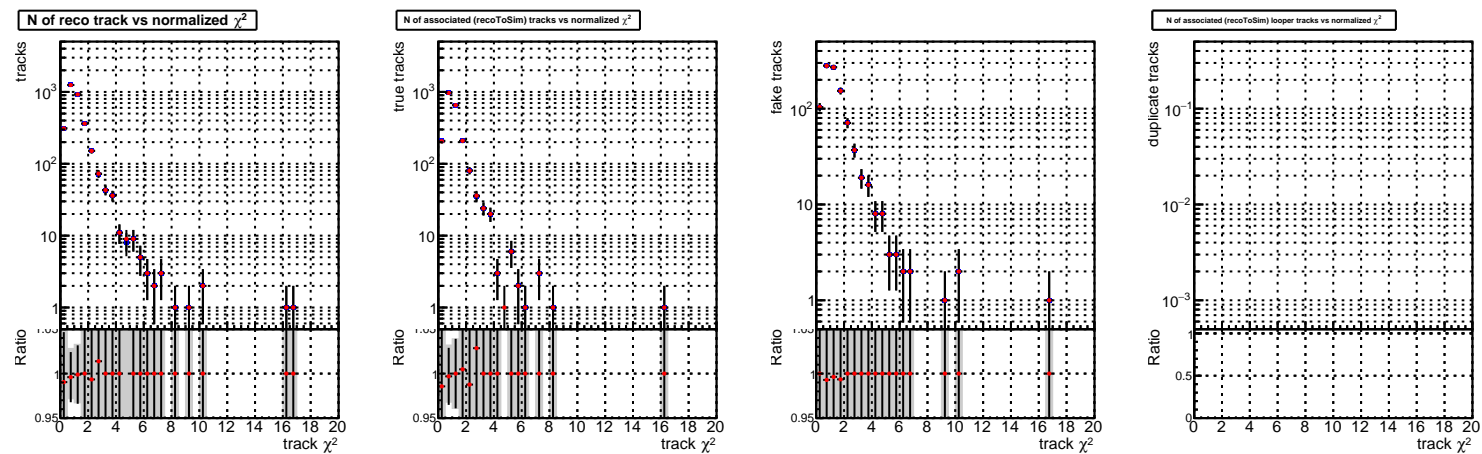 N of reco track vs normalized χ²
tracks
10³
10²
10
1
Ratio
1.05
1
0.95
0 2 4 6 8 10 12 14 16 18 20
track χ²
N of associated (recoToSim) tracks vs normalized χ²
true tracks
10³
10²
10
1
Ratio
1.05
1
0.95
0 2 4 6 8 10 12 14 16 18 20
track χ²
fake tracks
10²
10
1
Ratio
1.05
1
0.95
0 2 4 6 8 10 12 14 16 18 20
track χ²
N of associated (recoToSim) looper tracks vs normalized χ²
duplicate tracks
10⁻¹
10⁻²
10⁻³
Ratio
1
0.5
0
0 2 4 6 8 10 12 14 16 18 20
track χ²